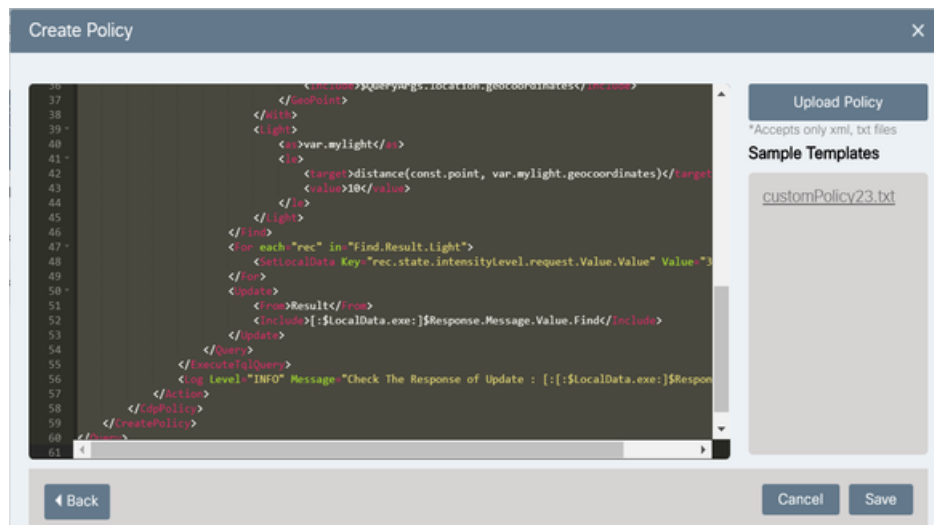 Create Policy
×
36 <Include>$QueryArgs.location.geocoordinates</Include>
37 </GeoPoint>
38 </With>
39 <Light>
40 <as>var.mylight</as>
41 <le>
42 <target>distance(const.point, var.mylight.geocoordinates)</target
43 <value>10</value>
44 </le>
45 </Light>
46 </Find>
47 <For each="rec" in="Find.Result.Light">
48 <SetLocalData Key="rec.state.intensityLevel.request.Value.Value" Value="3
49 </For>
50 <Update>
51 <From>Result</From>
52 <Include>[:$LocalData.exe:]$Response.Message.Value.Find</Include>
53 </Update>
54 </Query>
55 </ExecuteTqlQuery>
56 <Log Level="INFO" Message="Check The Response of Update : [:[:$LocalData.exe:]$Respon
57 </Action>
58 </CdpPolicy>
59 </CreatePolicy>
60 </Query>
61
Upload Policy
*Accepts only xml, txt files
Sample Templates
customPolicy23.txt
Back
Cancel
Save